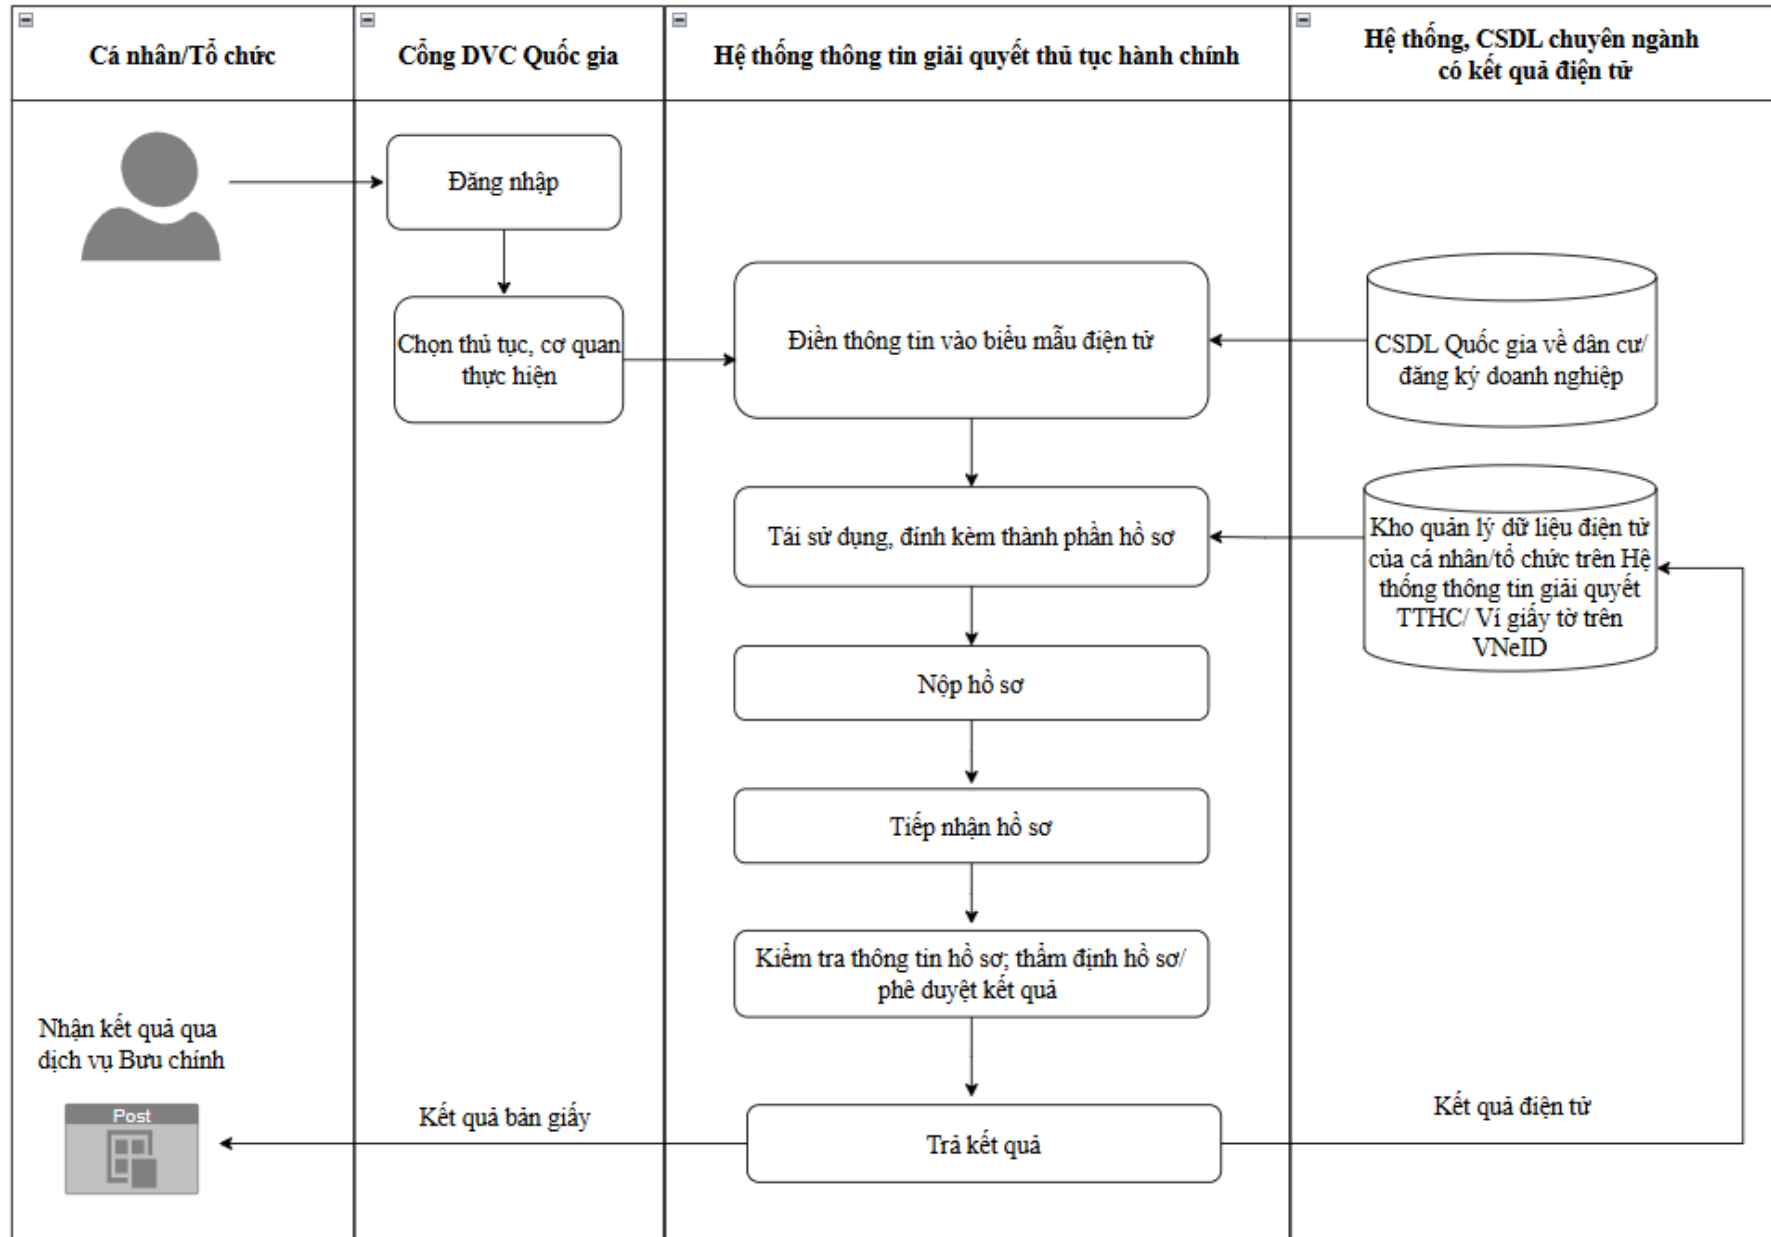 Cá nhân/Tổ chức
Cổng DVC Quốc gia
Hệ thống thông tin giải quyết thủ tục hành chính
Hệ thống, CSDL chuyên ngành
có kết quả điện tử
Đăng nhập
Chọn thủ tục, cơ quan
thực hiện
Điền thông tin vào biểu mẫu điện tử
CSDL Quốc gia về dân cư/
đăng ký doanh nghiệp
Tái sử dụng, đính kèm thành phần hồ sơ
Kho quản lý dữ liệu điện tử
của cá nhân/tổ chức trên Hệ
thống thông tin giải quyết
TTHC/ Ví giấy tờ trên
VNeID
Nộp hồ sơ
Tiếp nhận hồ sơ
Kiểm tra thông tin hồ sơ; thẩm định hồ sơ/
phê duyệt kết quả
Nhận kết quả qua
dịch vụ Bưu chính
Post
Kết quả bản giấy
Trả kết quả
Kết quả điện tử